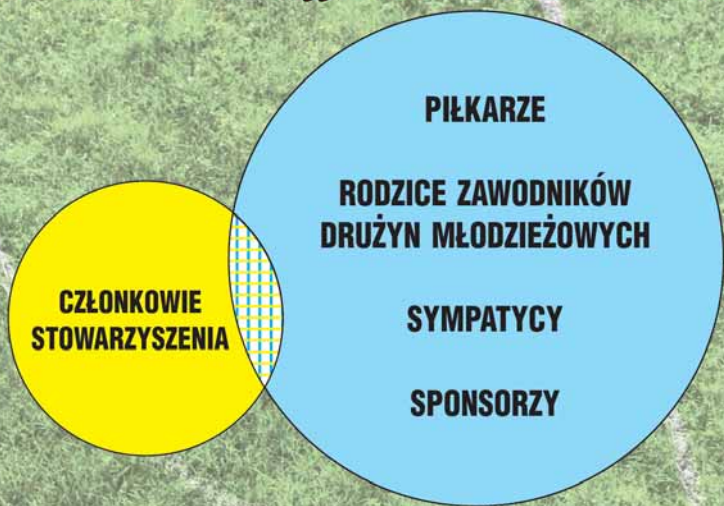 PIŁKARZE
RODZICE ZAWODNIKÓW
DRUŻYN MŁODZIEŻOWYCH
CZŁONKOWIE
STOWARZYSZENIA
SYMPATYCY
SPONSORZY